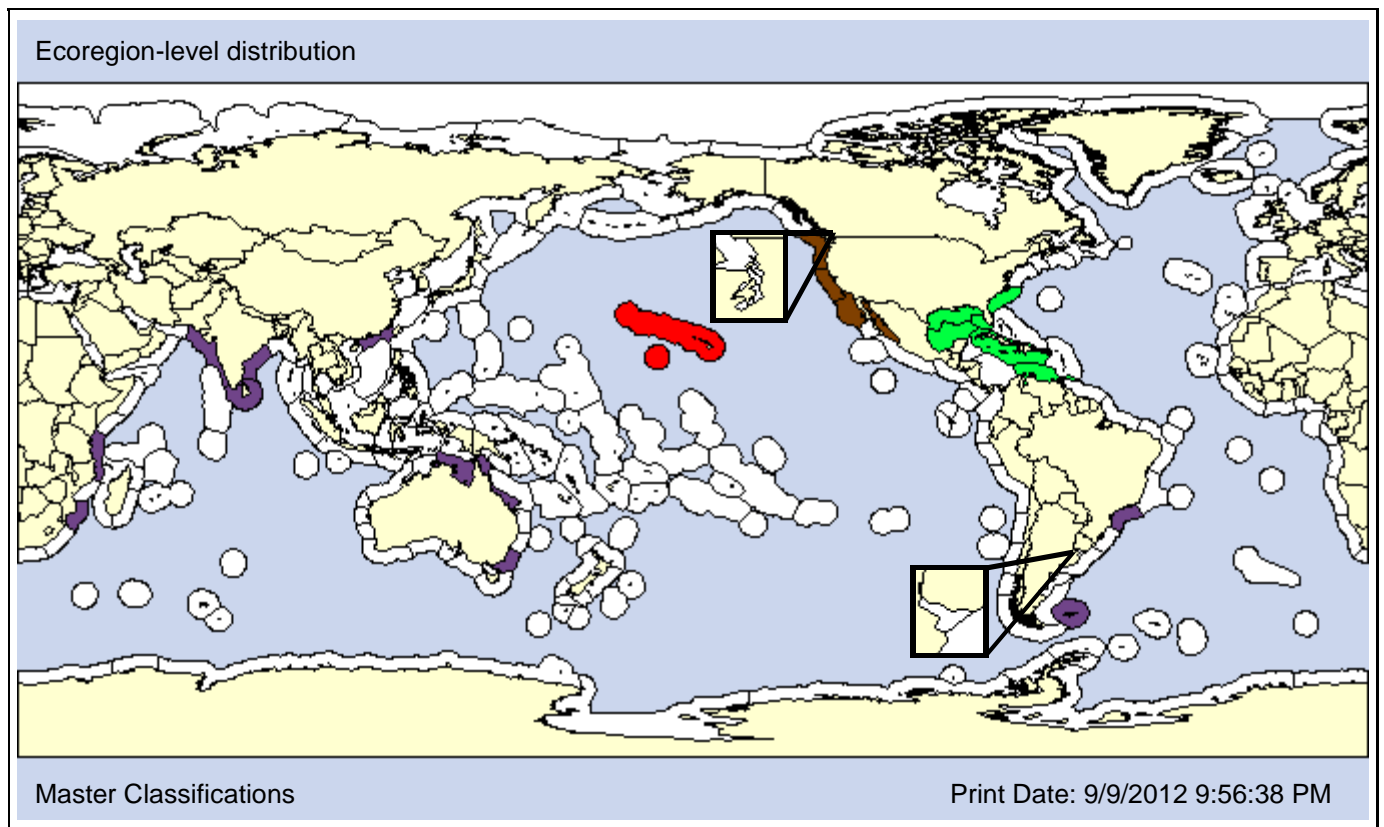 Ecoregion-level distribution
Master Classifications
Print Date: 9/9/2012 9:56:38 PM